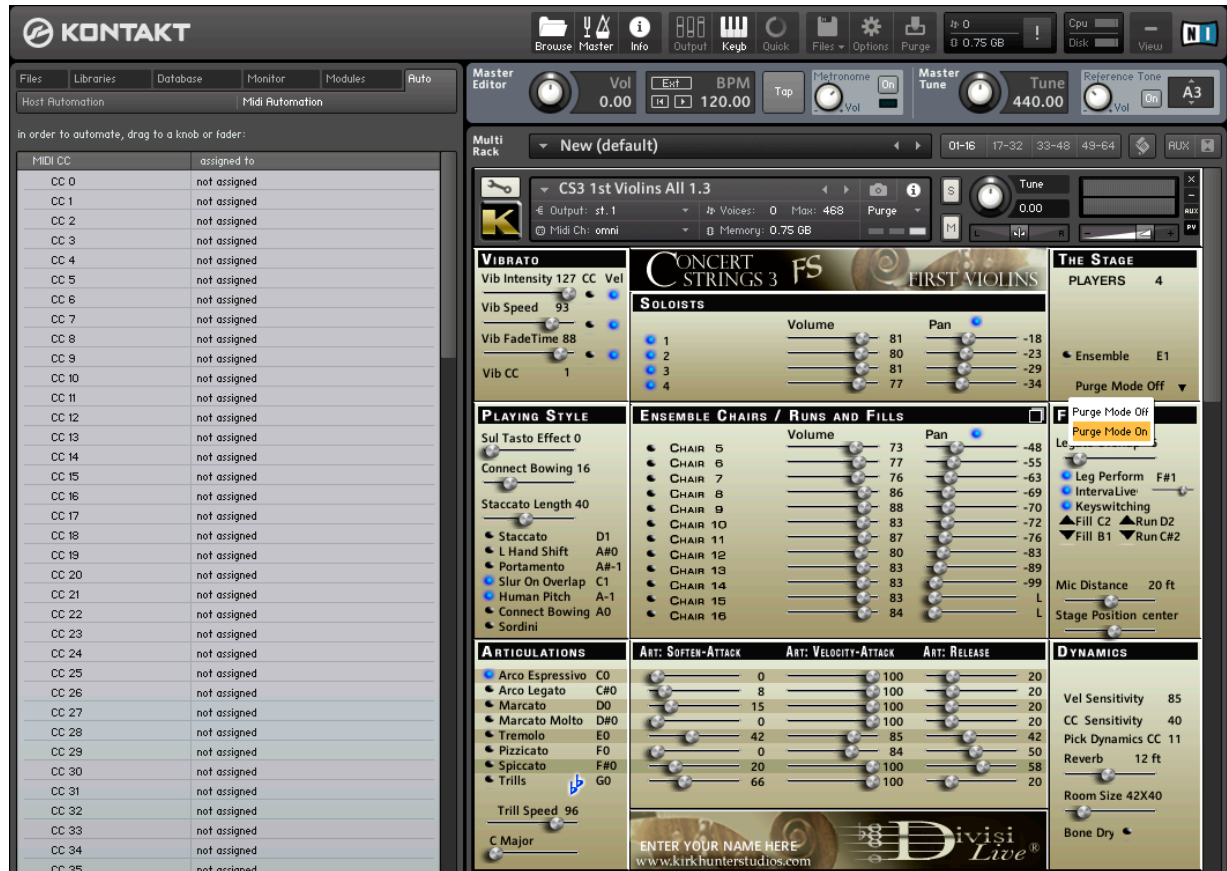 KONTAKT
Browse Master Info Output Keyb Quick Files Options Purge
0
0.75 GB
!
Cpu
Disk
View
Files Libraries Database Monitor Modules Auto
Host Automation Midi Automation
in order to automate, drag to a knob or fader:
MIDI CC assigned to
CC 0 not assigned
CC 1 not assigned
CC 2 not assigned
CC 3 not assigned
CC 4 not assigned
CC 5 not assigned
CC 6 not assigned
CC 7 not assigned
CC 8 not assigned
CC 9 not assigned
CC 10 not assigned
CC 11 not assigned
CC 12 not assigned
CC 13 not assigned
CC 14 not assigned
CC 15 not assigned
CC 16 not assigned
CC 17 not assigned
CC 18 not assigned
CC 19 not assigned
CC 20 not assigned
CC 21 not assigned
CC 22 not assigned
CC 23 not assigned
CC 24 not assigned
CC 25 not assigned
CC 26 not assigned
CC 27 not assigned
CC 28 not assigned
CC 29 not assigned
CC 30 not assigned
CC 31 not assigned
CC 32 not assigned
CC 33 not assigned
CC 34 not assigned
CC 35 not assigned
Master Editor
Vol
0.00
Ext BPM
120.00
Tap
Metronome
On
Vol
Master Tune
Tune
440.00
Reference Tone
Vol
On
A3
Multi Rack
New (default)
01-16 17-32 33-48 49-64
AUX
CS3 1st Violins All 1.3
Output: st.1 Voices: 0 Max: 468 Purge
Midi Ch: omni Memory: 0.75 GB
S
M
Tune
0.00
L R
AUX
PV
VIBRATO
Vib Intensity 127 CC Vel
Vib Speed 93
Vib FadeTime 88
Vib CC 1
CONCERT
STRINGS 3 FS FIRST VIOLINS
SOLOISTS
Volume Pan
1 81 -18
2 80 -23
3 81 -29
4 77 -34
THE STAGE
PLAYERS 4
Ensemble E1
Purge Mode Off
Purge Mode Off
Purge Mode On
PLAYING STYLE
Sul Tasto Effect 0
Connect Bowing 16
Staccato Length 40
Staccato D1
L Hand Shift A#0
Portamento A#-1
Slur On Overlap C1
Human Pitch A-1
Connect Bowing A0
Sordini
ENSEMBLE CHAIRS / RUNS AND FILLS
Volume Pan
CHAIR 5 73 -48
CHAIR 6 77 -55
CHAIR 7 76 -63
CHAIR 8 86 -69
CHAIR 9 88 -70
CHAIR 10 83 -72
CHAIR 11 87 -76
CHAIR 12 80 -83
CHAIR 13 83 -89
CHAIR 14 83 -99
CHAIR 15 83 L
CHAIR 16 84 L
Leg Perform F#1
IntervaLive
Keyswitching
Fill C2 Run D2
Fill B1 Run C#2
Mic Distance 20 ft
Stage Position center
ARTICULATIONS
Arco Espressivo C0
Arco Legato C#0
Marcato D0
Marcato Molto D#0
Tremolo E0
Pizzicato F0
Spiccato F#0
Trills G0
Trill Speed 96
C Major
ART: SOFTEN-ATTACK ART: VELOCITY-ATTACK ART: RELEASE
0 100 20
8 100 20
15 100 20
0 100 20
42 85 42
0 84 50
20 100 58
66 100 20
ENTER YOUR NAME HERE
www.kirkhunterstudios.com
Divisi
Live®
DYNAMICS
Vel Sensitivity 85
CC Sensitivity 40
Pick Dynamics CC 11
Reverb 12 ft
Room Size 42X40
Bone Dry